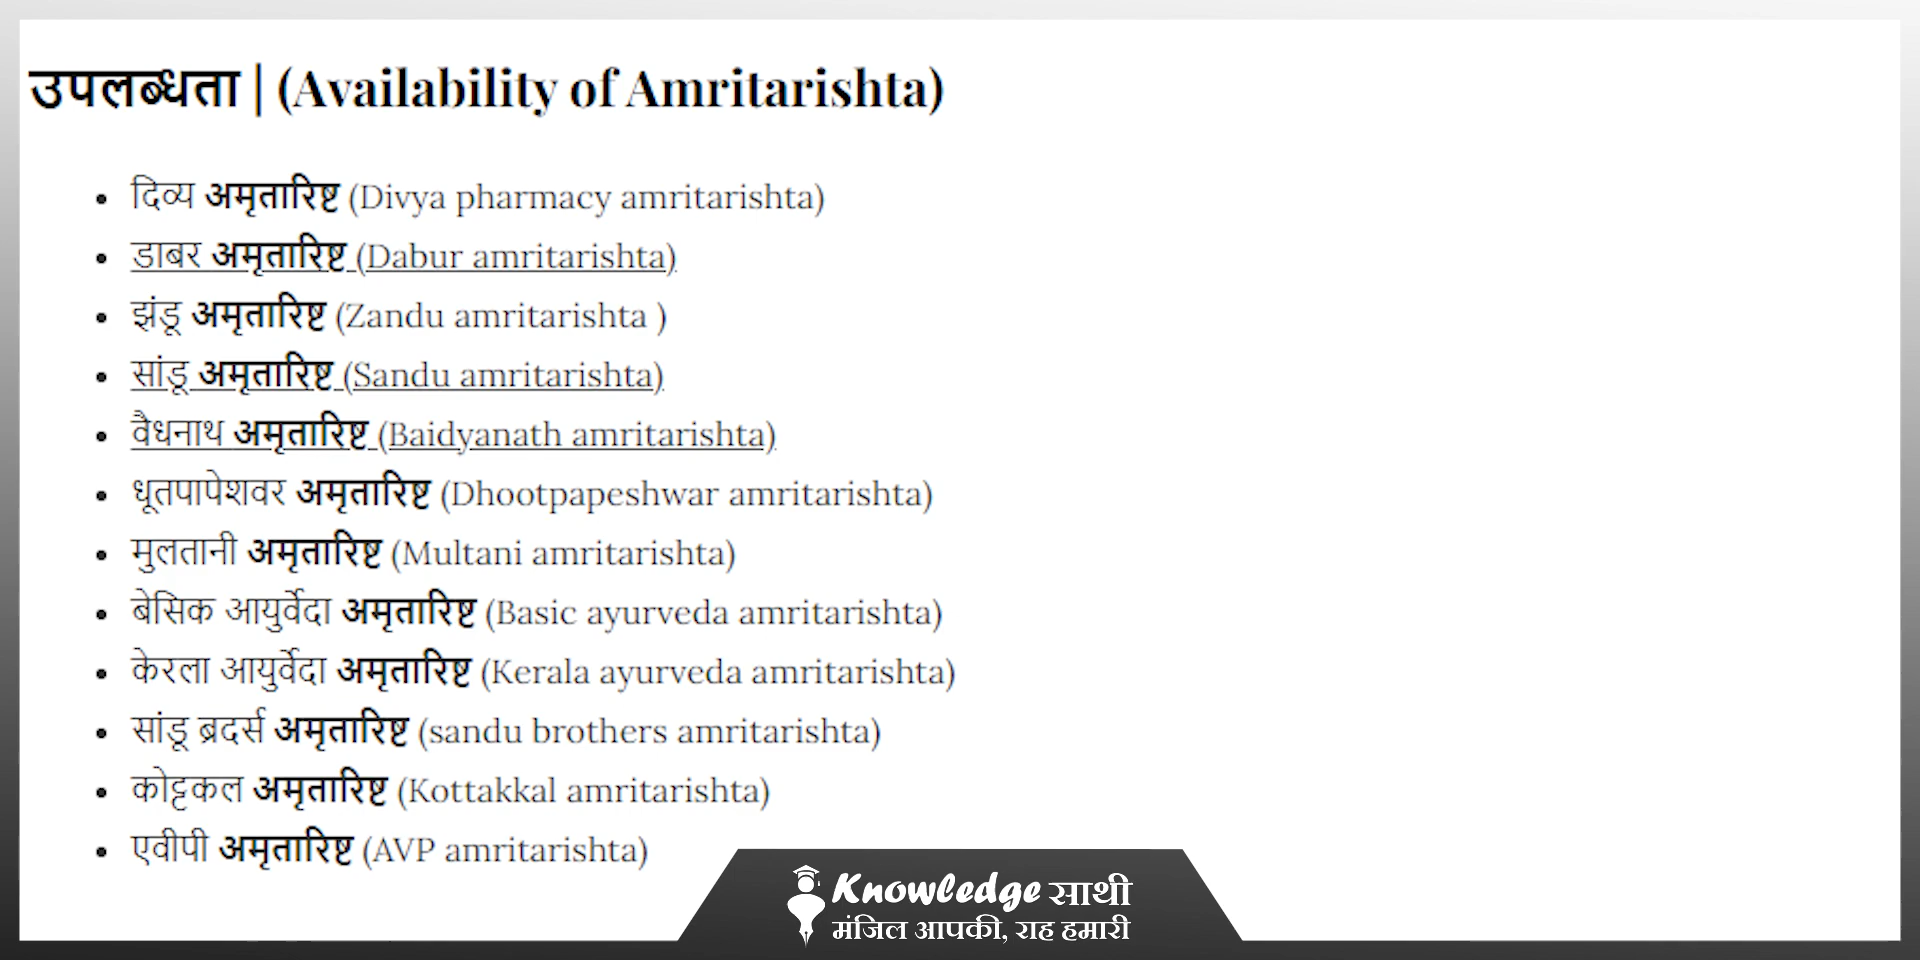 उपलब्धता | (Availability of Amritarishta)
दिव्य अमृतारिष्ट (Divya pharmacy amritarishta)
डाबर अमृतारिष्ट (Dabur amritarishta)
झंडू अमृतारिष्ट (Zandu amritarishta )
सांडू अमृतारिष्ट (Sandu amritarishta)
वैधनाथ अमृतारिष्ट (Baidyanath amritarishta)
धूतपापेशवर अमृतारिष्ट (Dhootpapeshwar amritarishta)
मुलतानी अमृतारिष्ट (Multani amritarishta)
बेसिक आयुर्वेदा अमृतारिष्ट (Basic ayurveda amritarishta)
केरला आयुर्वेदा अमृतारिष्ट (Kerala ayurveda amritarishta)
सांडू ब्रदर्स अमृतारिष्ट (sandu brothers amritarishta)
कोट्टकल अमृतारिष्ट (Kottakkal amritarishta)
एवीपी अमृतारिष्ट (AVP amritarishta)
Knowledge साथी
मंजिल आपकी, राह हमारी